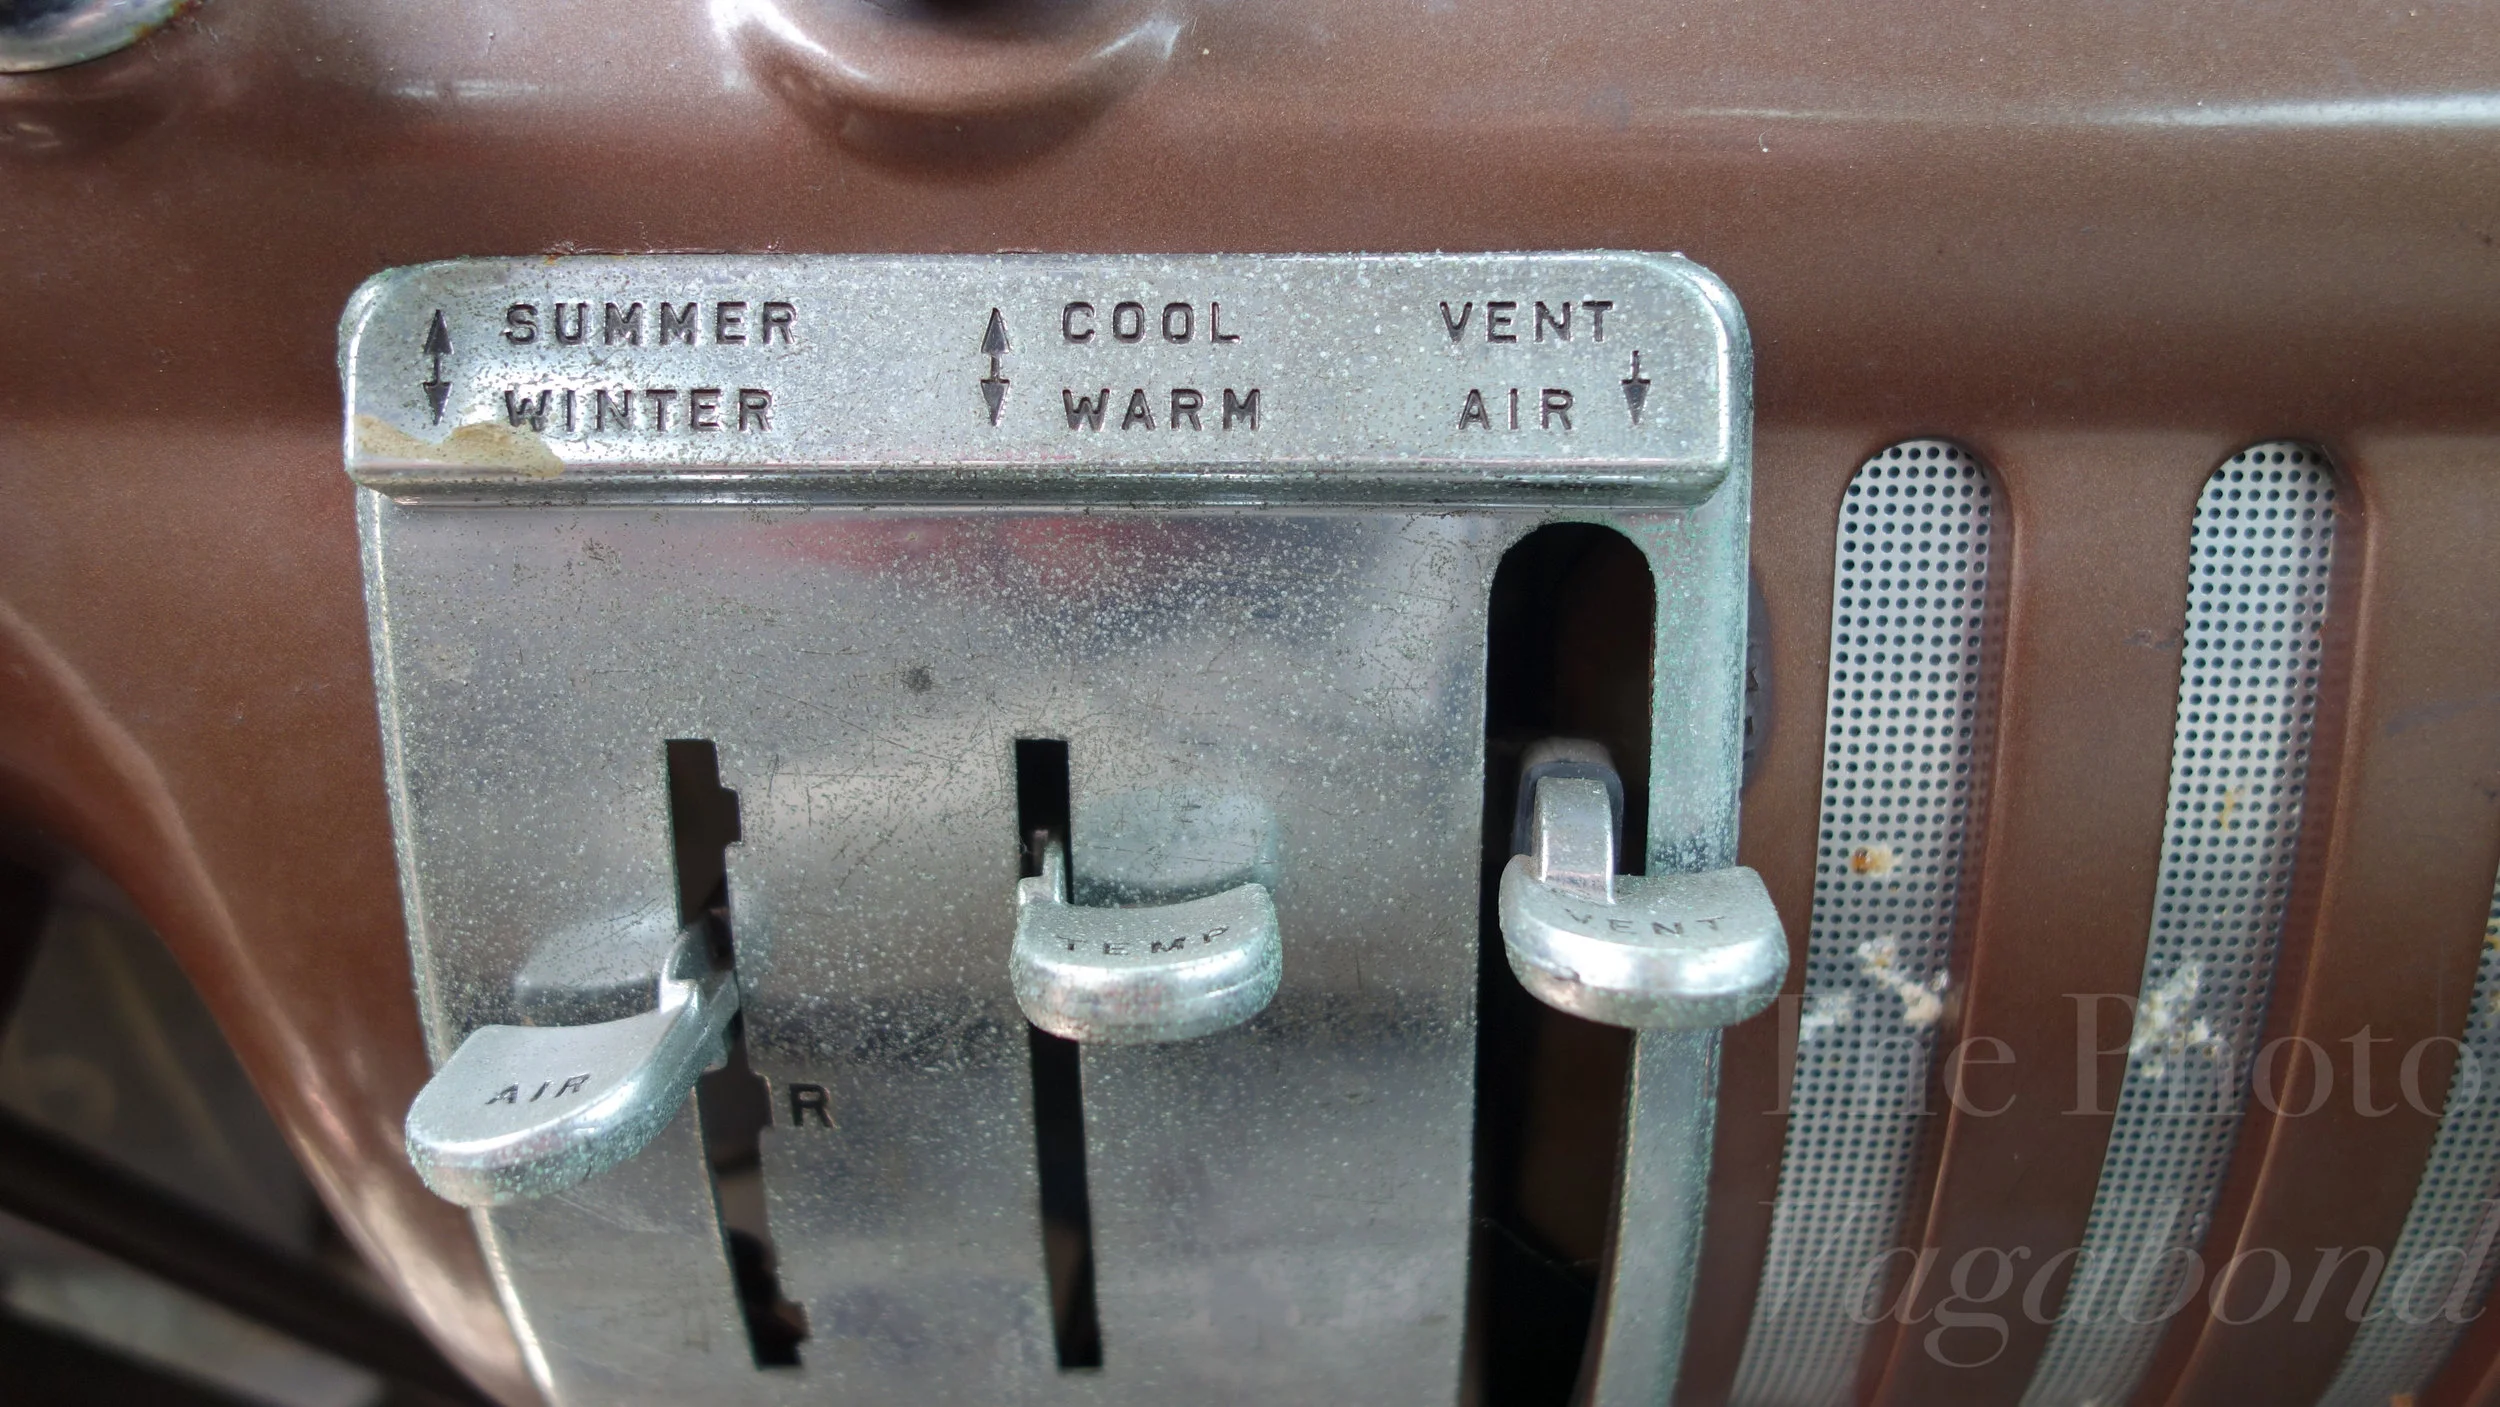 SUMMER
WINTER
COOL
WARM
VENT
AIR
TEMP
VENT
AIR
The Photo
Vagabond